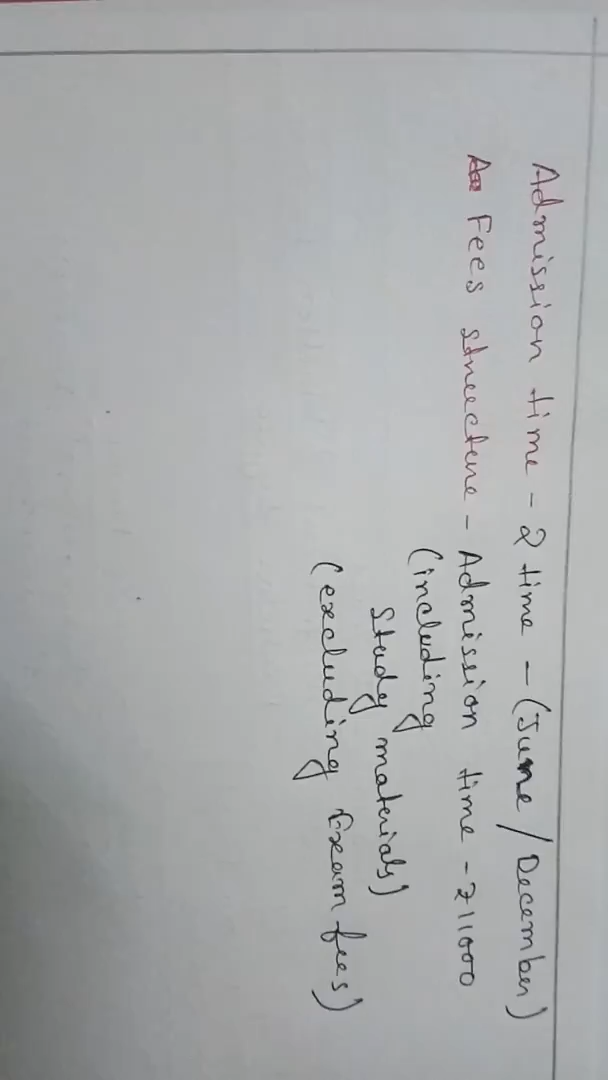 Admission time - 2 time - (June / December)
Fees structure - Admission time - ₹11000
(including
study materials)
(excluding Exam fees)